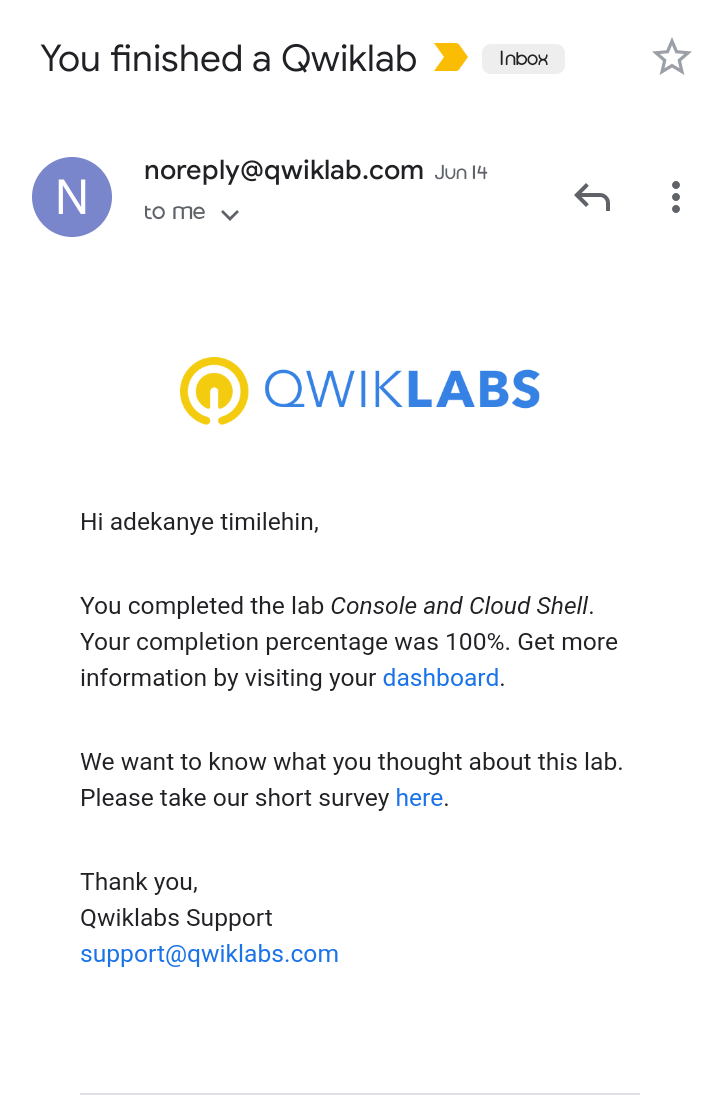 You finished a Qwiklab Inbox
noreply@qwiklab.com Jun 14
N
to me
QWIKLABS
Hi adekanye timilehin,
You completed the lab Console and Cloud Shell.
Your completion percentage was 100%. Get more
information by visiting your dashboard.
We want to know what you thought about this lab.
Please take our short survey here.
Thank you,
Qwiklabs Support
support@qwiklabs.com